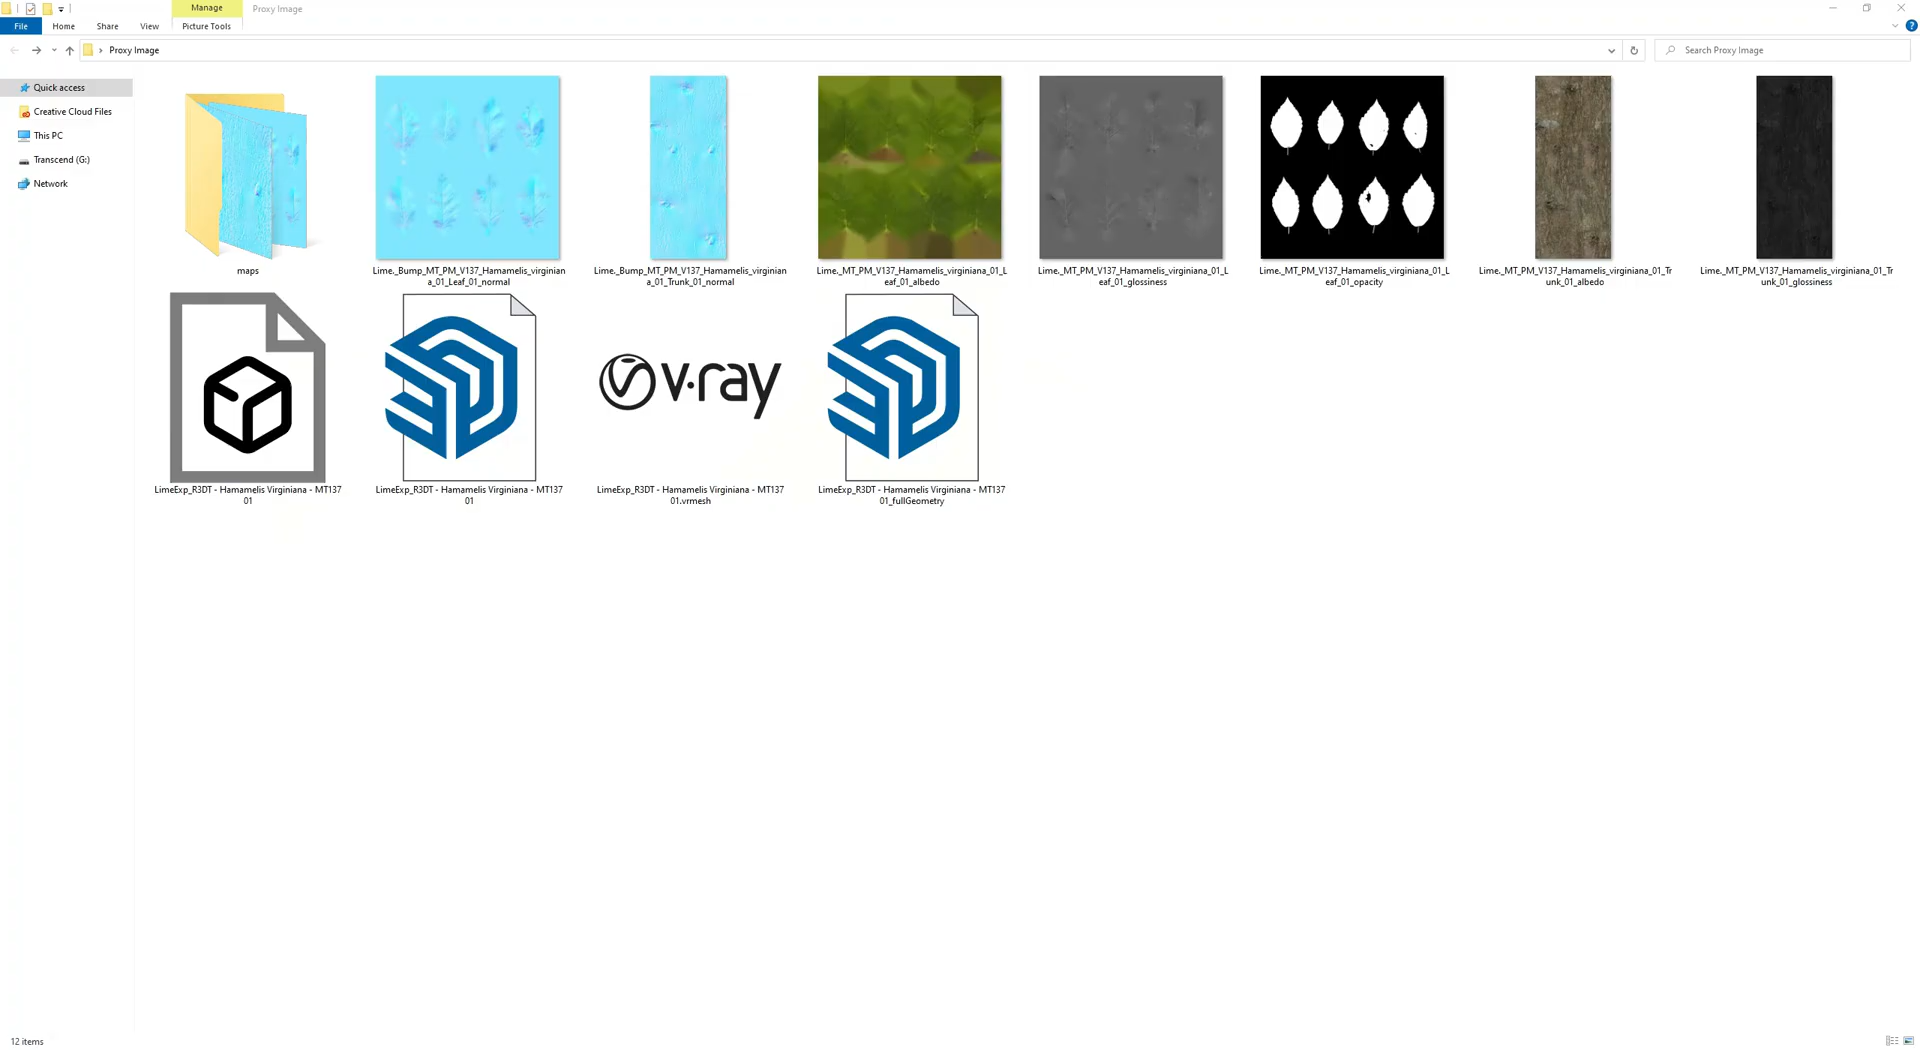 Manage
Proxy Image
File
Home
Share
View
Picture Tools
Proxy Image
Search Proxy Image
Quick access
Creative Cloud Files
This PC
Transcend (G:)
Network
maps
Lime._Bump_MT_PM_V137_Hamamelis_virginian
a_01_Leaf_01_normal
Lime._Bump_MT_PM_V137_Hamamelis_virginian
a_01_Trunk_01_normal
Lime._MT_PM_V137_Hamamelis_virginiana_01_L
eaf_01_albedo
Lime._MT_PM_V137_Hamamelis_virginiana_01_L
eaf_01_glossiness
Lime._MT_PM_V137_Hamamelis_virginiana_01_L
eaf_01_opacity
Lime._MT_PM_V137_Hamamelis_virginiana_01_Tr
unk_01_albedo
Lime._MT_PM_V137_Hamamelis_virginiana_01_Tr
unk_01_glossiness
v·ray
LimeExp_R3DT - Hamamelis Virginiana - MT137
01
LimeExp_R3DT - Hamamelis Virginiana - MT137
01
LimeExp_R3DT - Hamamelis Virginiana - MT137
01.vrmesh
LimeExp_R3DT - Hamamelis Virginiana - MT137
01_fullGeometry
12 items